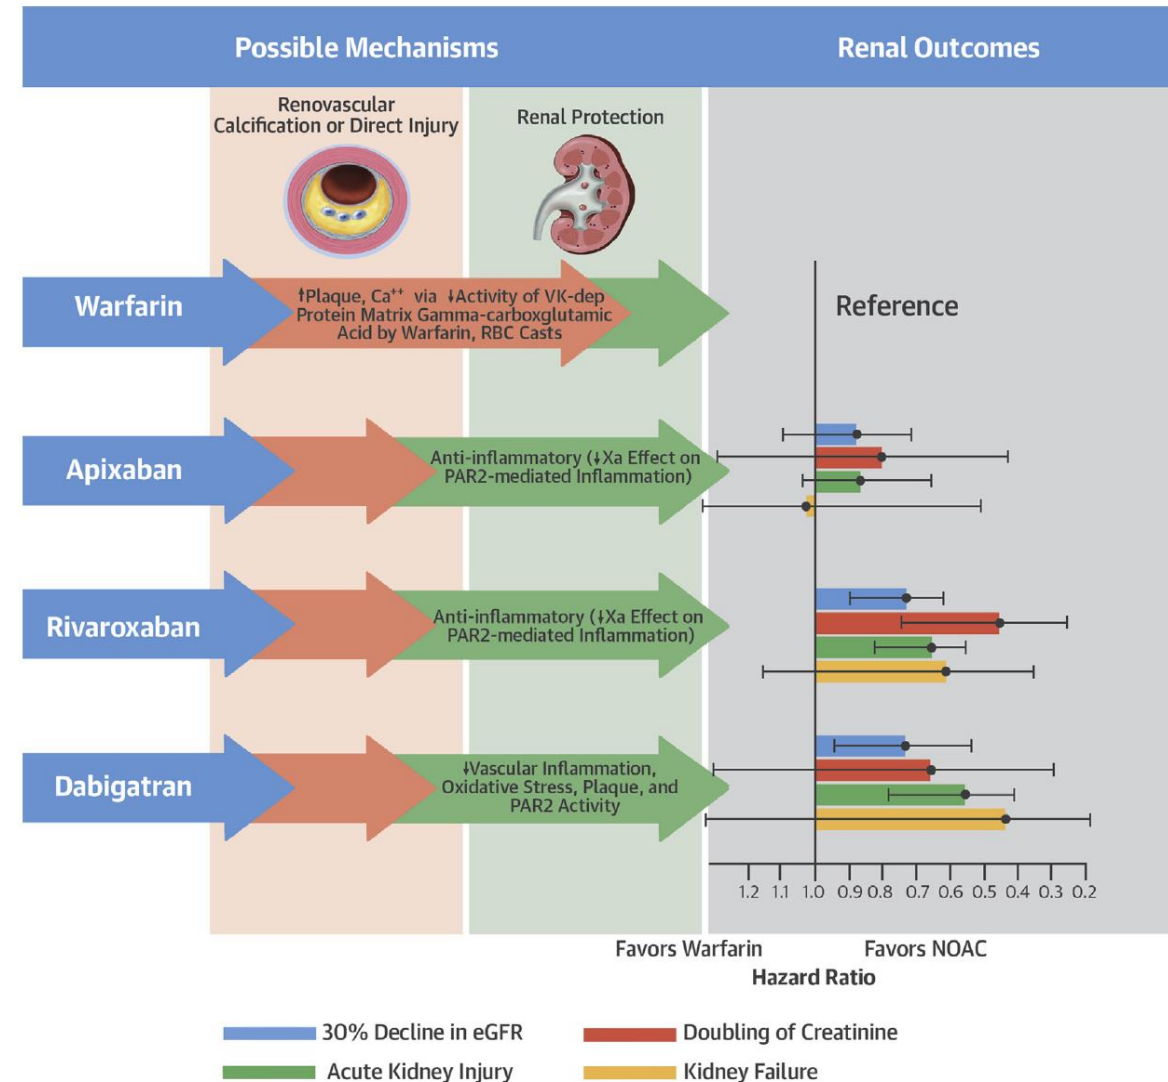 Possible Mechanisms
Renal Outcomes
Renovascular
Calcification or Direct Injury
Renal Protection
Warfarin
↑Plaque, Ca++ via ↓Activity of VK-dep
Protein Matrix Gamma-carboxglutamic
Acid by Warfarin, RBC Casts
Reference
Apixaban
Anti-inflammatory (↓Xa Effect on
PAR2-mediated Inflammation)
Rivaroxaban
Anti-inflammatory (↓Xa Effect on
PAR2-mediated Inflammation)
Dabigatran
↓Vascular Inflammation,
Oxidative Stress, Plaque, and
PAR2 Activity
1.2 1.1 1.0 0.9 0.8 0.7 0.6 0.5 0.4 0.3 0.2
Favors Warfarin
Favors NOAC
Hazard Ratio
30% Decline in eGFR
Doubling of Creatinine
Acute Kidney Injury
Kidney Failure